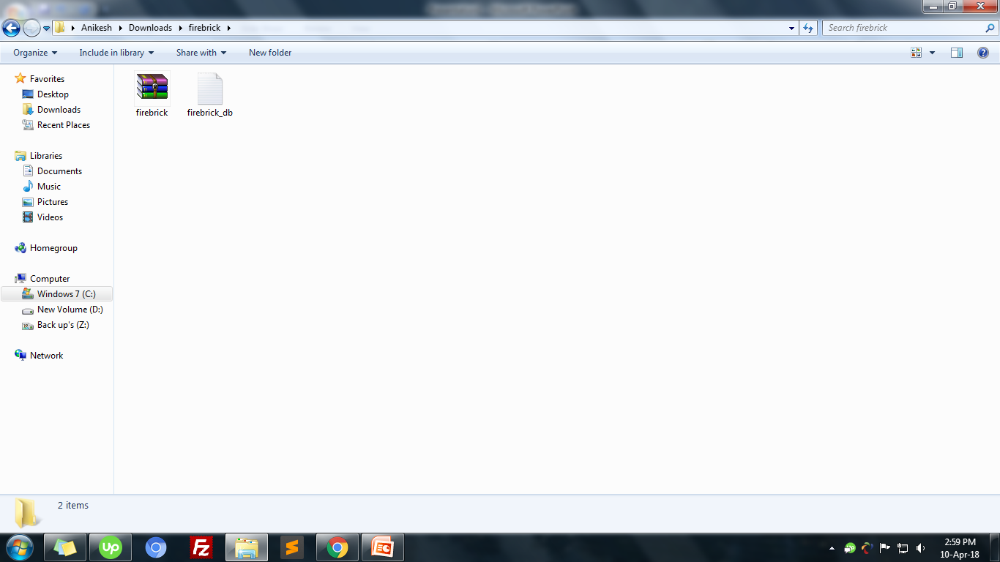 Anikesh Downloads firebrick
Search firebrick
Organize Include in library Share with New folder
Favorites
Desktop
Downloads
Recent Places
Libraries
Documents
Music
Pictures
Videos
Homegroup
Computer
Windows 7 (C:)
New Volume (D:)
Back up's (Z:)
Network
firebrick
firebrick_db
2 items
up
Fz
2:59 PM
10-Apr-18